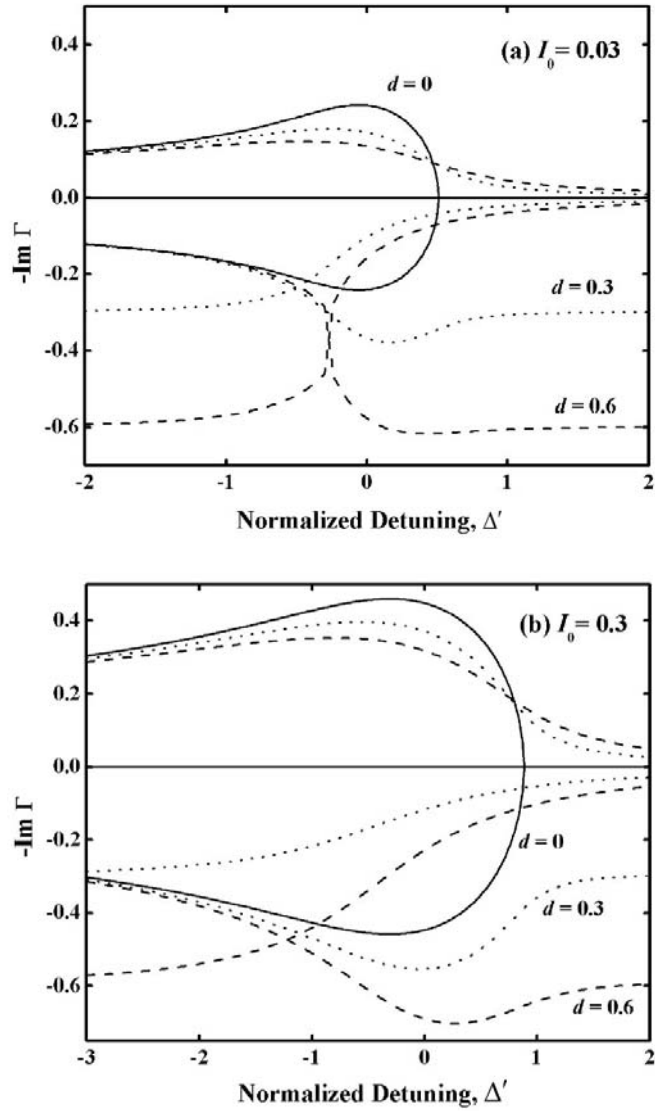 (a) I₀ = 0.03
d = 0
d = 0.3
d = 0.6
-Im Γ
0.4
0.2
0.0
-0.2
-0.4
-0.6
-2
-1
0
1
2
Normalized Detuning, Δ′
(b) I₀ = 0.3
d = 0
d = 0.3
d = 0.6
-Im Γ
0.4
0.2
0.0
-0.2
-0.4
-0.6
-3
-2
-1
0
1
2
Normalized Detuning, Δ′